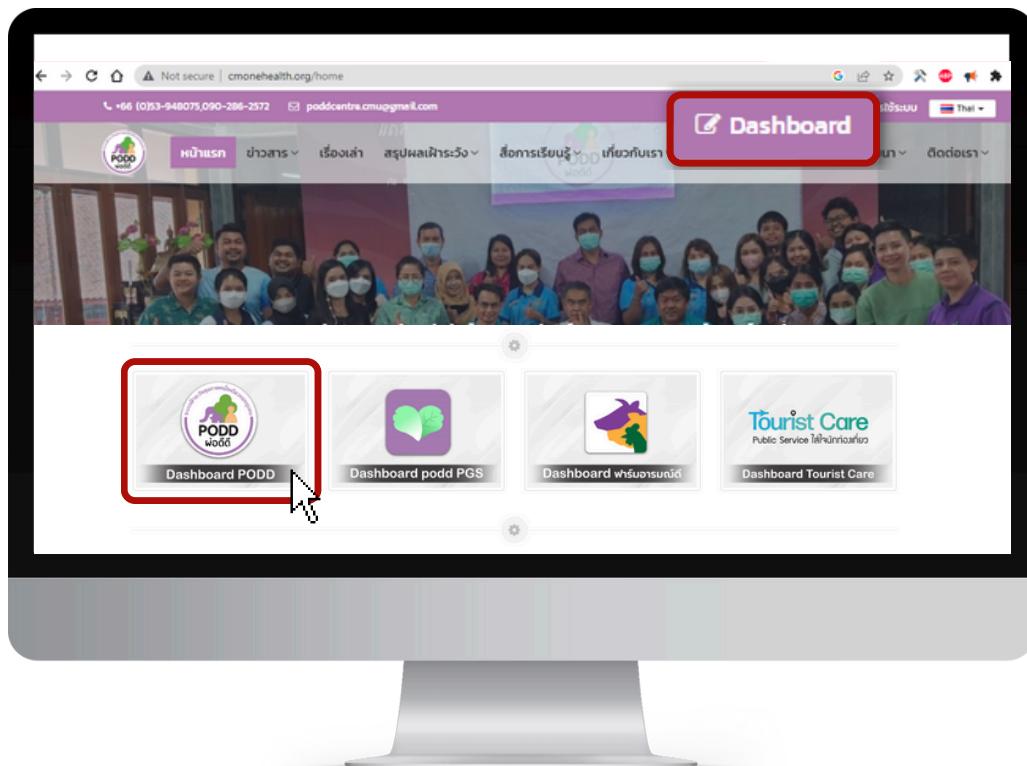 Not secure | cmonehealth.org/home
+66 (0)53-948075,090-286-2572 poddcentre.cmu@gmail.com
Thai
Dashboard
PODD
พ่อดีดี
หน้าแรก ข่าวสาร เรื่องเล่า สรุปผลเฝ้าระวัง สื่อการเรียนรู้ เกี่ยวกับเรา ติดต่อเรา
PODD
พ่อดีดี
Dashboard PODD
Dashboard podd PGS
Dashboard ฟาร์มอารมณ์ดี
Tourist Care
Public Service ใส่ใจนักท่องเที่ยว
Dashboard Tourist Care